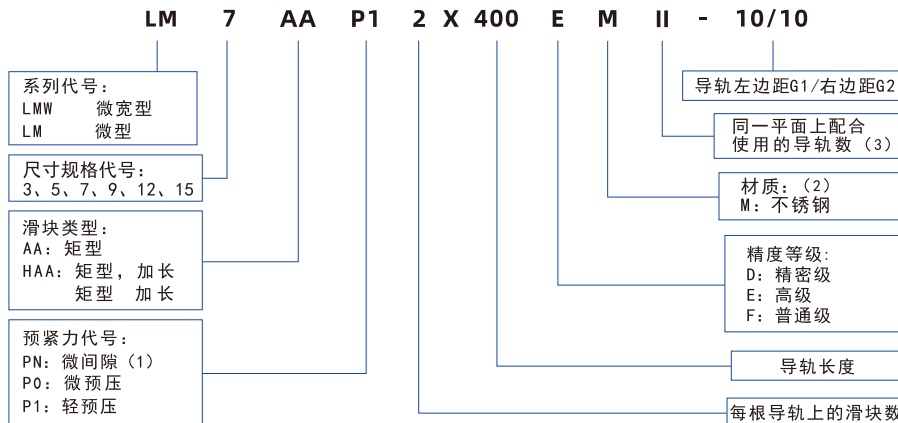 LM 7 AA P1 2 X 400 E M II - 10/10
系列代号：
LMW 微宽型
LM 微型
尺寸规格代号：
3、5、7、9、12、15
滑块类型：
AA：矩型
HAA：矩型，加长
矩型 加长
预紧力代号：
PN：微间隙（1）
P0：微预压
P1：轻预压
导轨左边距G1/右边距G2
同一平面上配合
使用的导轨数（3）
材质：（2）
M：不锈钢
精度等级:
D：精密级
E：高级
F：普通级
导轨长度
每根导轨上的滑块数